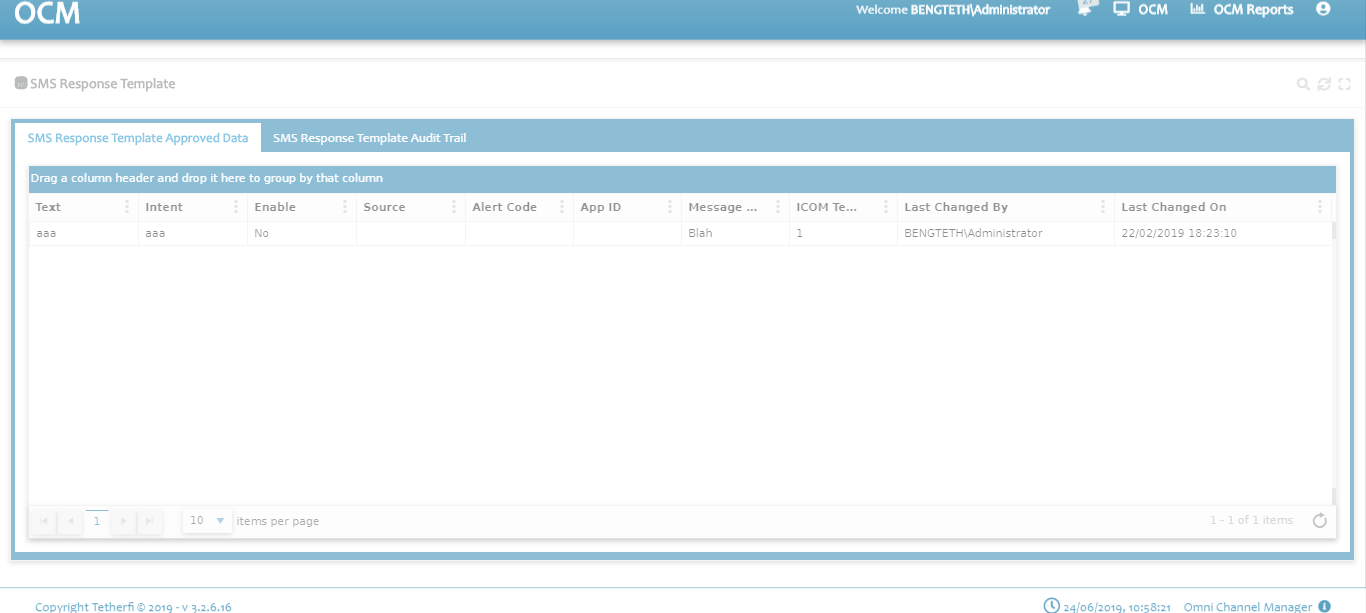 OCM
Welcome BENGTETH\Administrator
OCM
OCM Reports
SMS Response Template
SMS Response Template Approved Data
SMS Response Template Audit Trail
Drag a column header and drop it here to group by that column
Text Intent Enable Source Alert Code App ID Message ... ICOM Te... Last Changed By Last Changed On
aaa aaa No Blah 1 BENGTETH\Administrator 22/02/2019 18:23:10
1 10 items per page 1 - 1 of 1 items
Copyright Tetherfi © 2019 - v 3.2.6.16 24/06/2019, 10:58:21 Omni Channel Manager